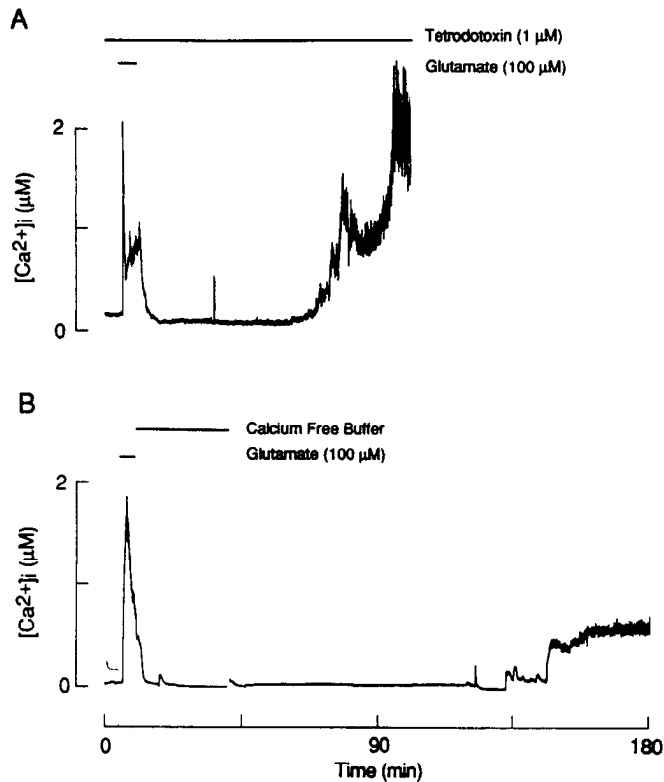 A
Tetrodotoxin (1 µM)
Glutamate (100 µM)
2
[Ca2+]i (µM)
0
B
Calcium Free Buffer
Glutamate (100 µM)
2
[Ca2+]i (µM)
0
0 90 180
Time (min)